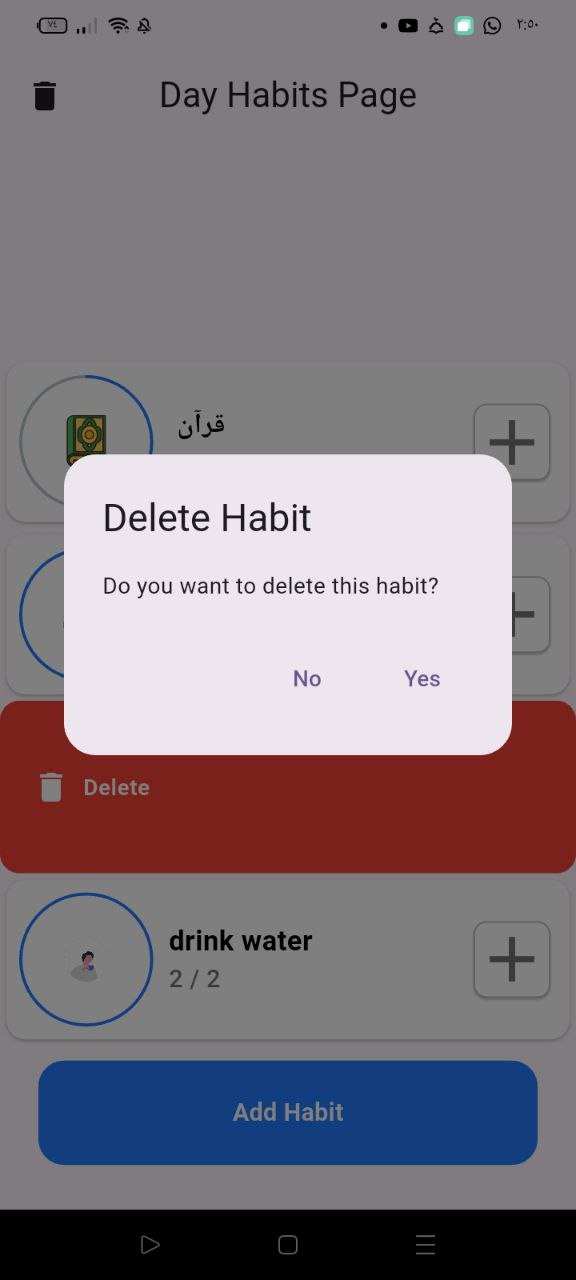 ٧٤
٢:٥٠
Day Habits Page
قرآن
Delete Habit
Do you want to delete this habit?
No
Yes
Delete
drink water
2 / 2
Add Habit